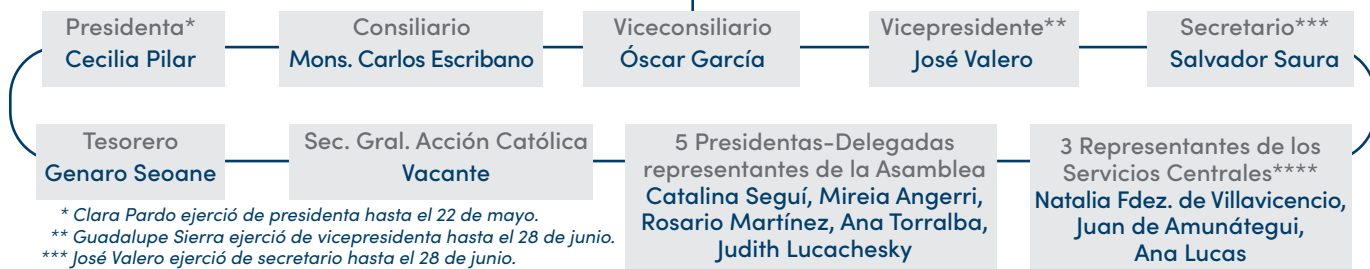 Presidenta*
Cecilia Pilar
Consiliario
Mons. Carlos Escribano
Viceconsiliario
Óscar García
Vicepresidente**
José Valero
Secretario***
Salvador Saura
Tesorero
Genaro Seoane
Sec. Gral. Acción Católica
Vacante
5 Presidentas-Delegadas
representantes de la Asamblea
Catalina Seguí, Mireia Angerri,
Rosario Martínez, Ana Torralba,
Judith Lucachesky
3 Representantes de los
Servicios Centrales****
Natalia Fdez. de Villavicencio,
Juan de Amunátegui,
Ana Lucas
* Clara Pardo ejerció de presidenta hasta el 22 de mayo.
** Guadalupe Sierra ejerció de vicepresidenta hasta el 28 de junio.
*** José Valero ejerció de secretario hasta el 28 de junio.